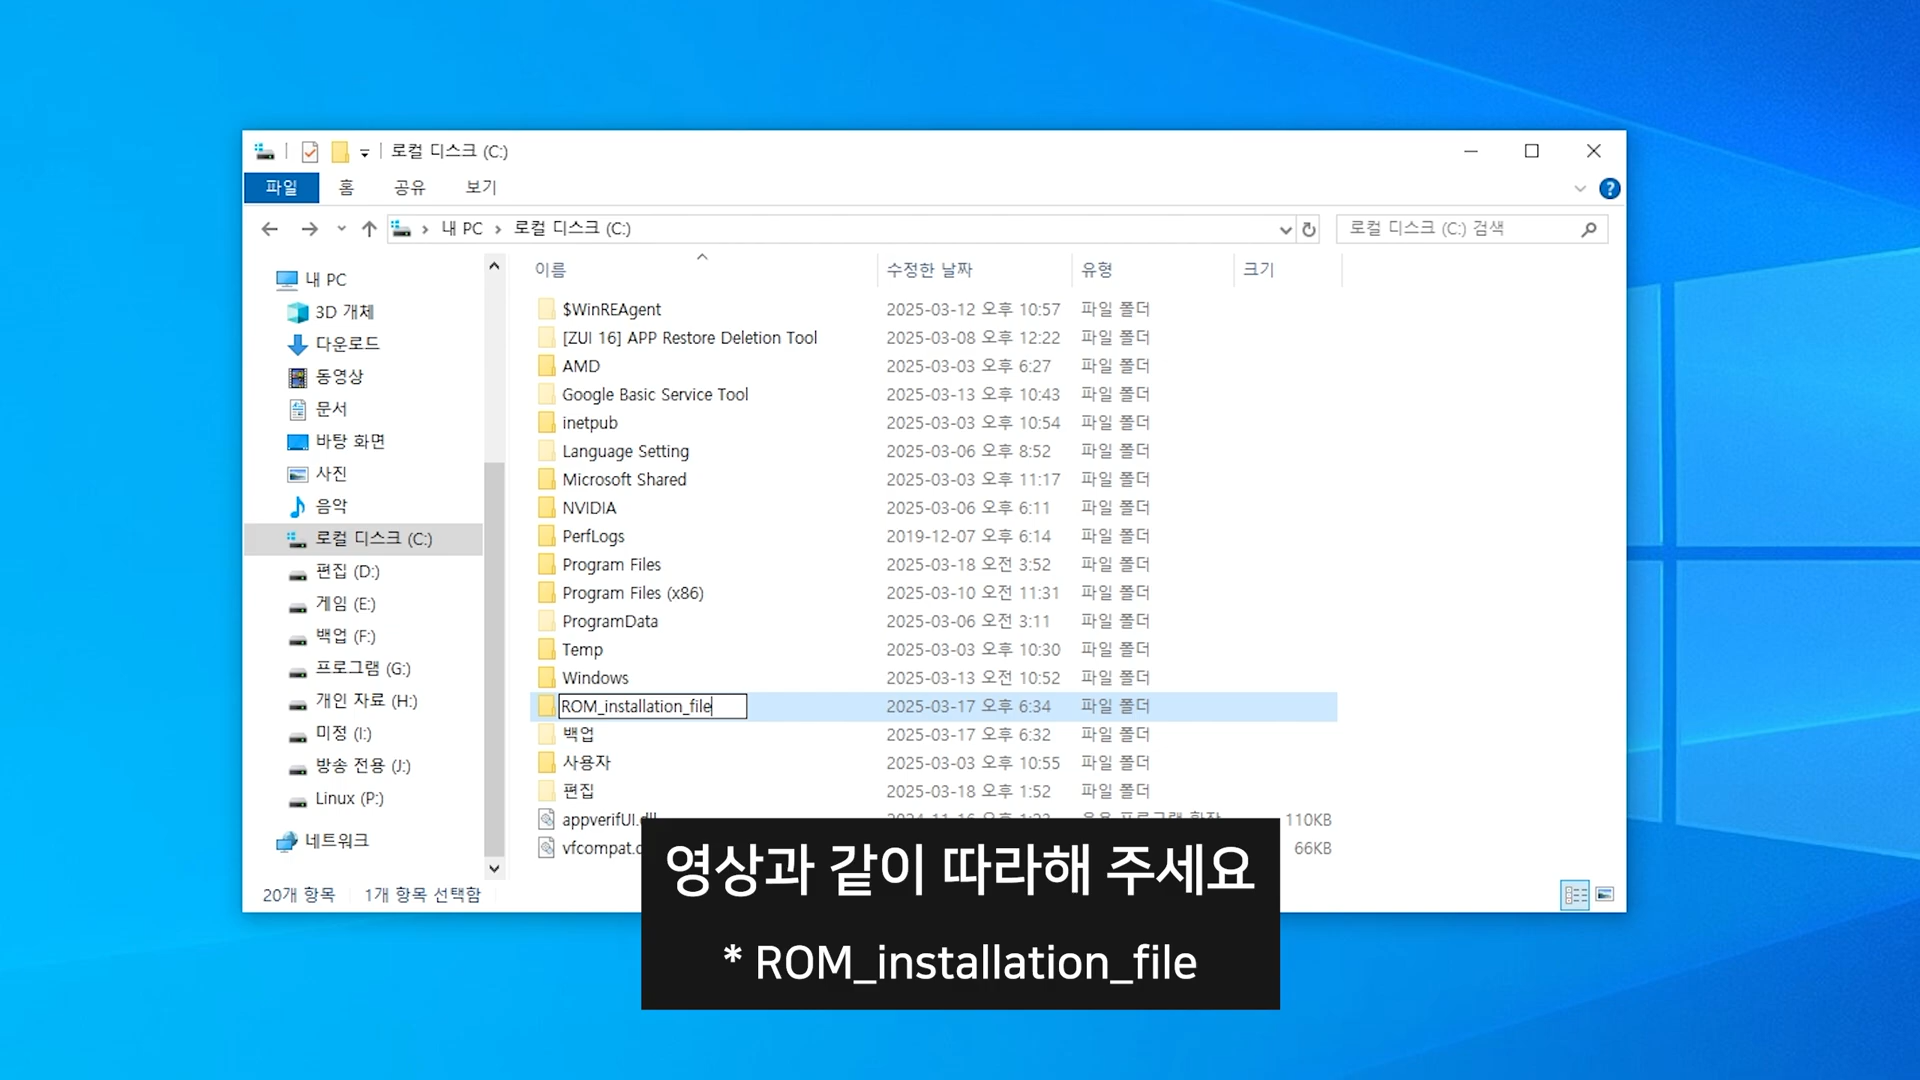 로컬 디스크 (C:)
파일 홈 공유 보기
내 PC 로컬 디스크 (C:) 로컬 디스크 (C:) 검색
내 PC
3D 개체
다운로드
동영상
문서
바탕 화면
사진
음악
로컬 디스크 (C:)
편집 (D:)
게임 (E:)
백업 (F:)
프로그램 (G:)
개인 자료 (H:)
미정 (I:)
방송 전용 (J:)
Linux (P:)
네트워크
이름 수정한 날짜 유형 크기
$WinREAgent 2025-03-12 오후 10:57 파일 폴더
[ZUI 16] APP Restore Deletion Tool 2025-03-08 오후 12:22 파일 폴더
AMD 2025-03-03 오후 6:27 파일 폴더
Google Basic Service Tool 2025-03-13 오후 10:43 파일 폴더
inetpub 2025-03-03 오후 10:54 파일 폴더
Language Setting 2025-03-06 오후 8:52 파일 폴더
Microsoft Shared 2025-03-03 오후 11:17 파일 폴더
NVIDIA 2025-03-06 오후 6:11 파일 폴더
PerfLogs 2019-12-07 오후 6:14 파일 폴더
Program Files 2025-03-18 오전 3:52 파일 폴더
Program Files (x86) 2025-03-10 오전 11:31 파일 폴더
ProgramData 2025-03-06 오전 3:11 파일 폴더
Temp 2025-03-03 오후 10:30 파일 폴더
Windows 2025-03-13 오전 10:52 파일 폴더
ROM_installation_file 2025-03-17 오후 6:34 파일 폴더
백업 2025-03-17 오후 6:32 파일 폴더
사용자 2025-03-03 오후 10:55 파일 폴더
편집 2025-03-18 오후 1:52 파일 폴더
appverifUI.dll 110KB
vfcompat.d 66KB
20개 항목 1개 항목 선택함
영상과 같이 따라해 주세요
* ROM_installation_file